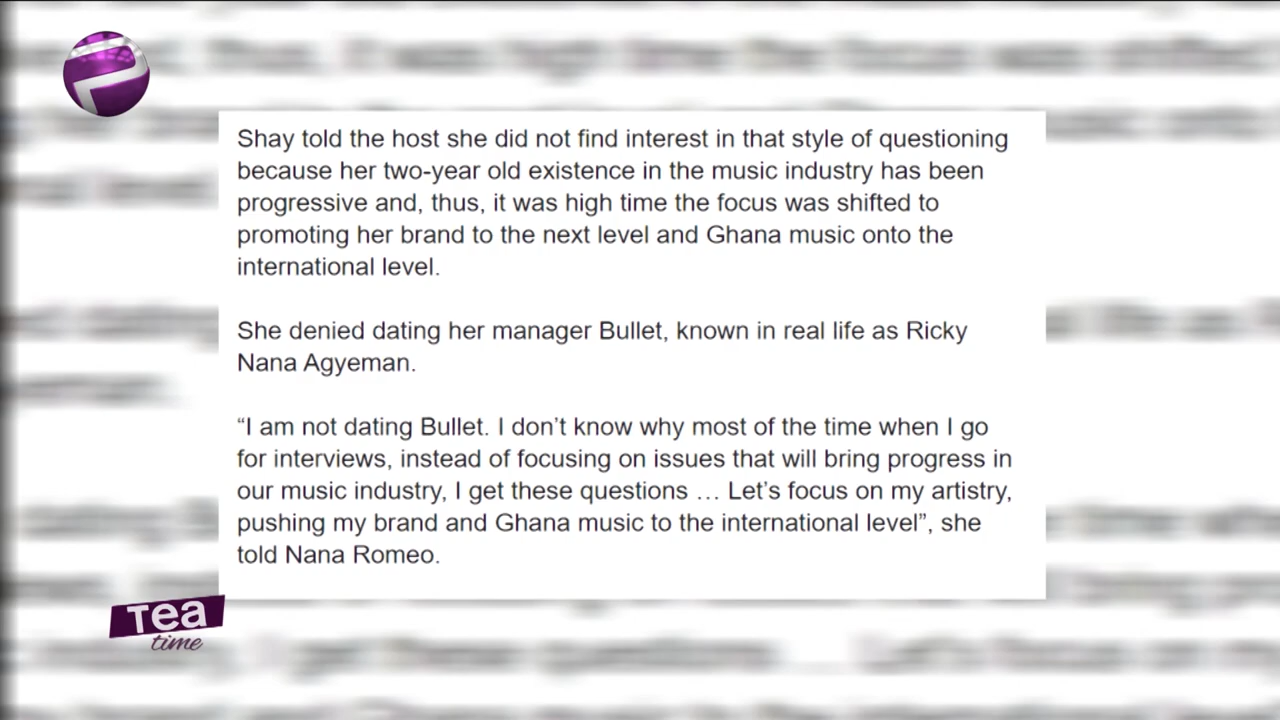 Shay told the host she did not find interest in that style of questioning
because her two-year old existence in the music industry has been
progressive and, thus, it was high time the focus was shifted to
promoting her brand to the next level and Ghana music onto the
international level.
She denied dating her manager Bullet, known in real life as Ricky
Nana Agyeman.
“I am not dating Bullet. I don’t know why most of the time when I go
for interviews, instead of focusing on issues that will bring progress in
our music industry, I get these questions … Let’s focus on my artistry,
pushing my brand and Ghana music to the international level”, she
told Nana Romeo.
Tea
time